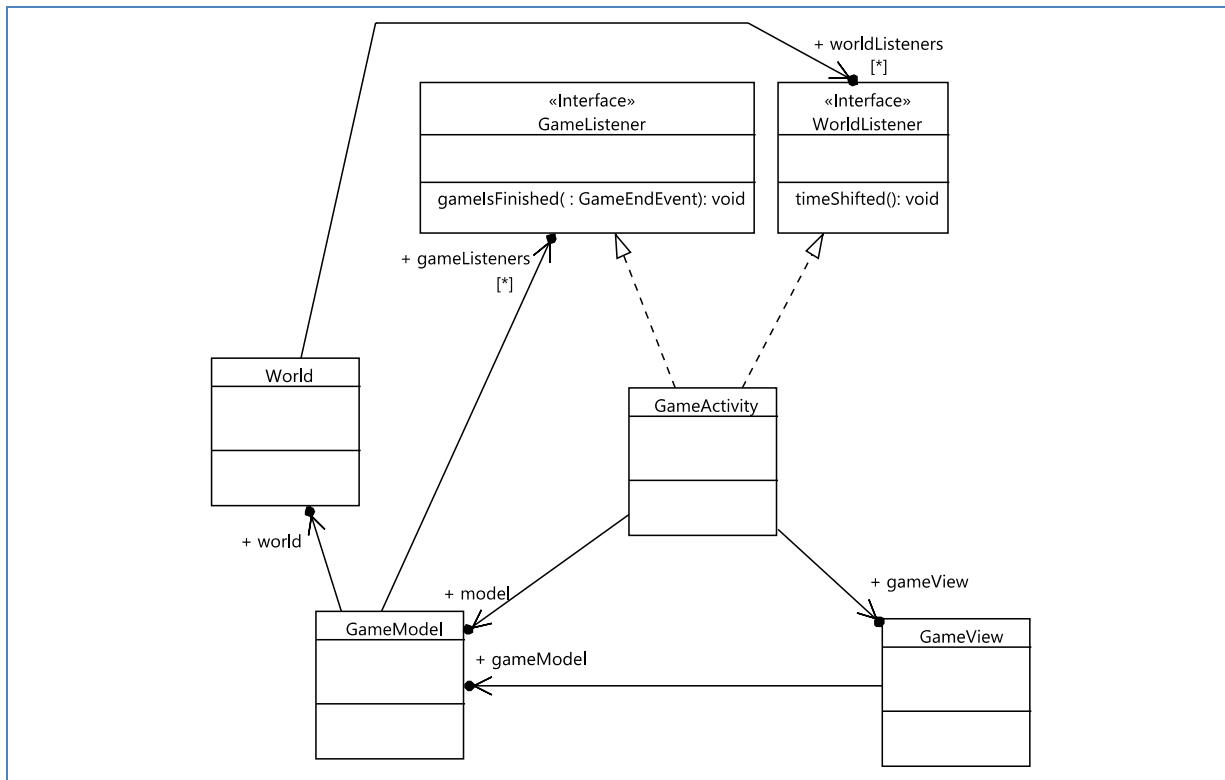 + worldListeners
[*]
«Interface»
GameListener
gameIsFinished( : GameEndEvent): void
«Interface»
WorldListener
timeShifted(): void
+ gameListeners
[*]
World
GameActivity
+ world
+ model
+ gameView
GameModel
+ gameModel
GameView